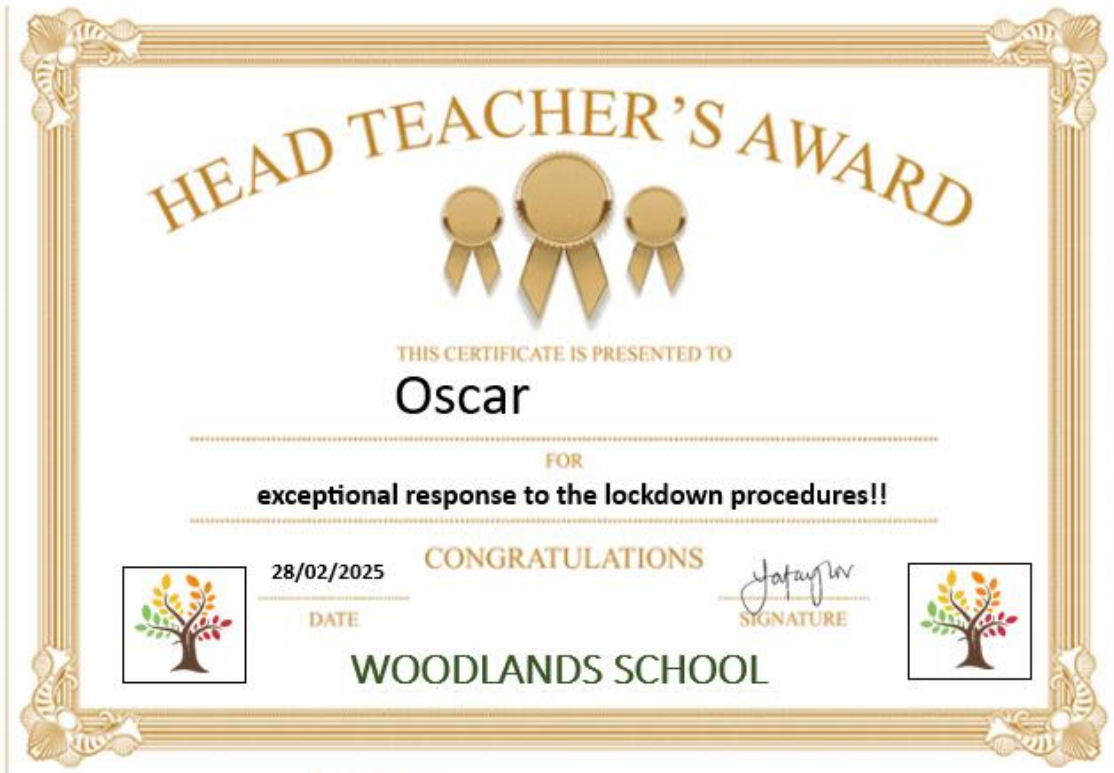 HEAD TEACHER'S AWARD
THIS CERTIFICATE IS PRESENTED TO
Oscar
FOR
exceptional response to the lockdown procedures!!
CONGRATULATIONS
28/02/2025
DATE
SIGNATURE
WOODLANDS SCHOOL